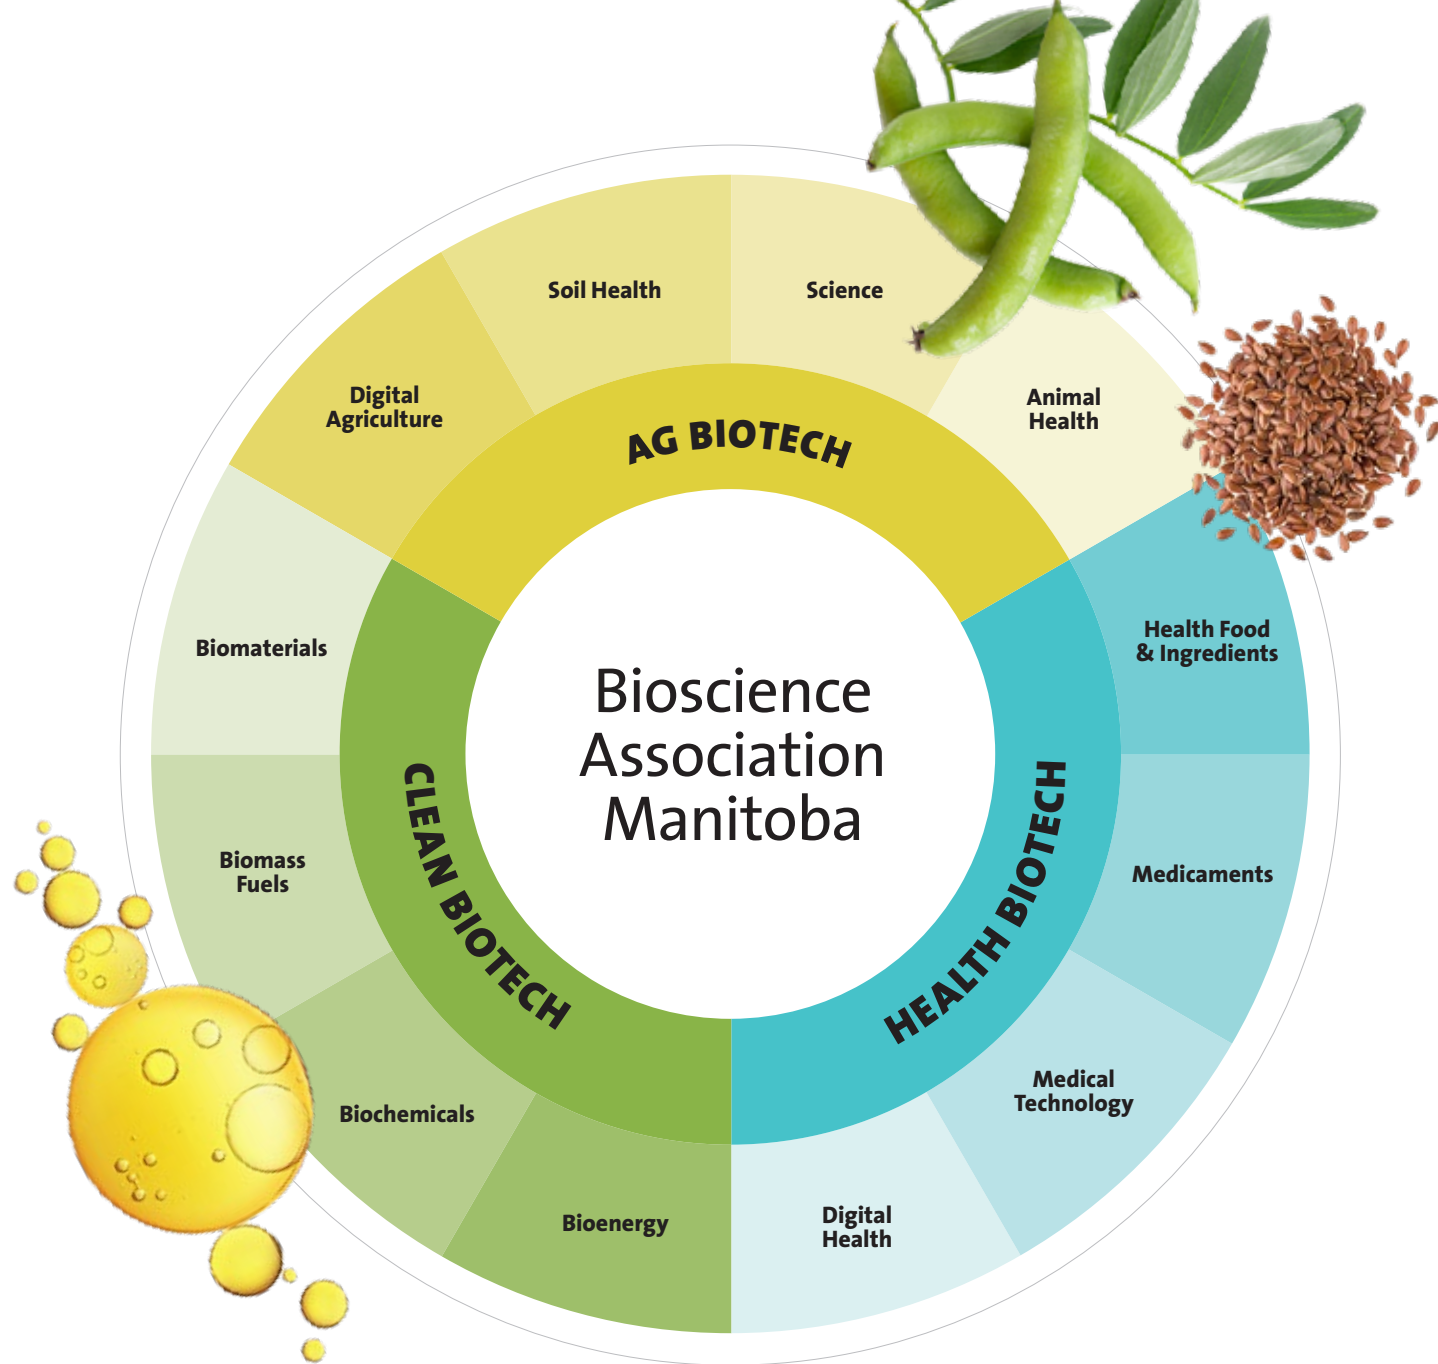 Soil Health
Science
Digital
Agriculture
Animal
Health
AG BIOTECH
Biomaterials
Health Food
& Ingredients
Bioscience
Association
Manitoba
CLEAN BIOTECH
HEALTH BIOTECH
Biomass
Fuels
Medicaments
Biochemicals
Medical
Technology
Bioenergy
Digital
Health